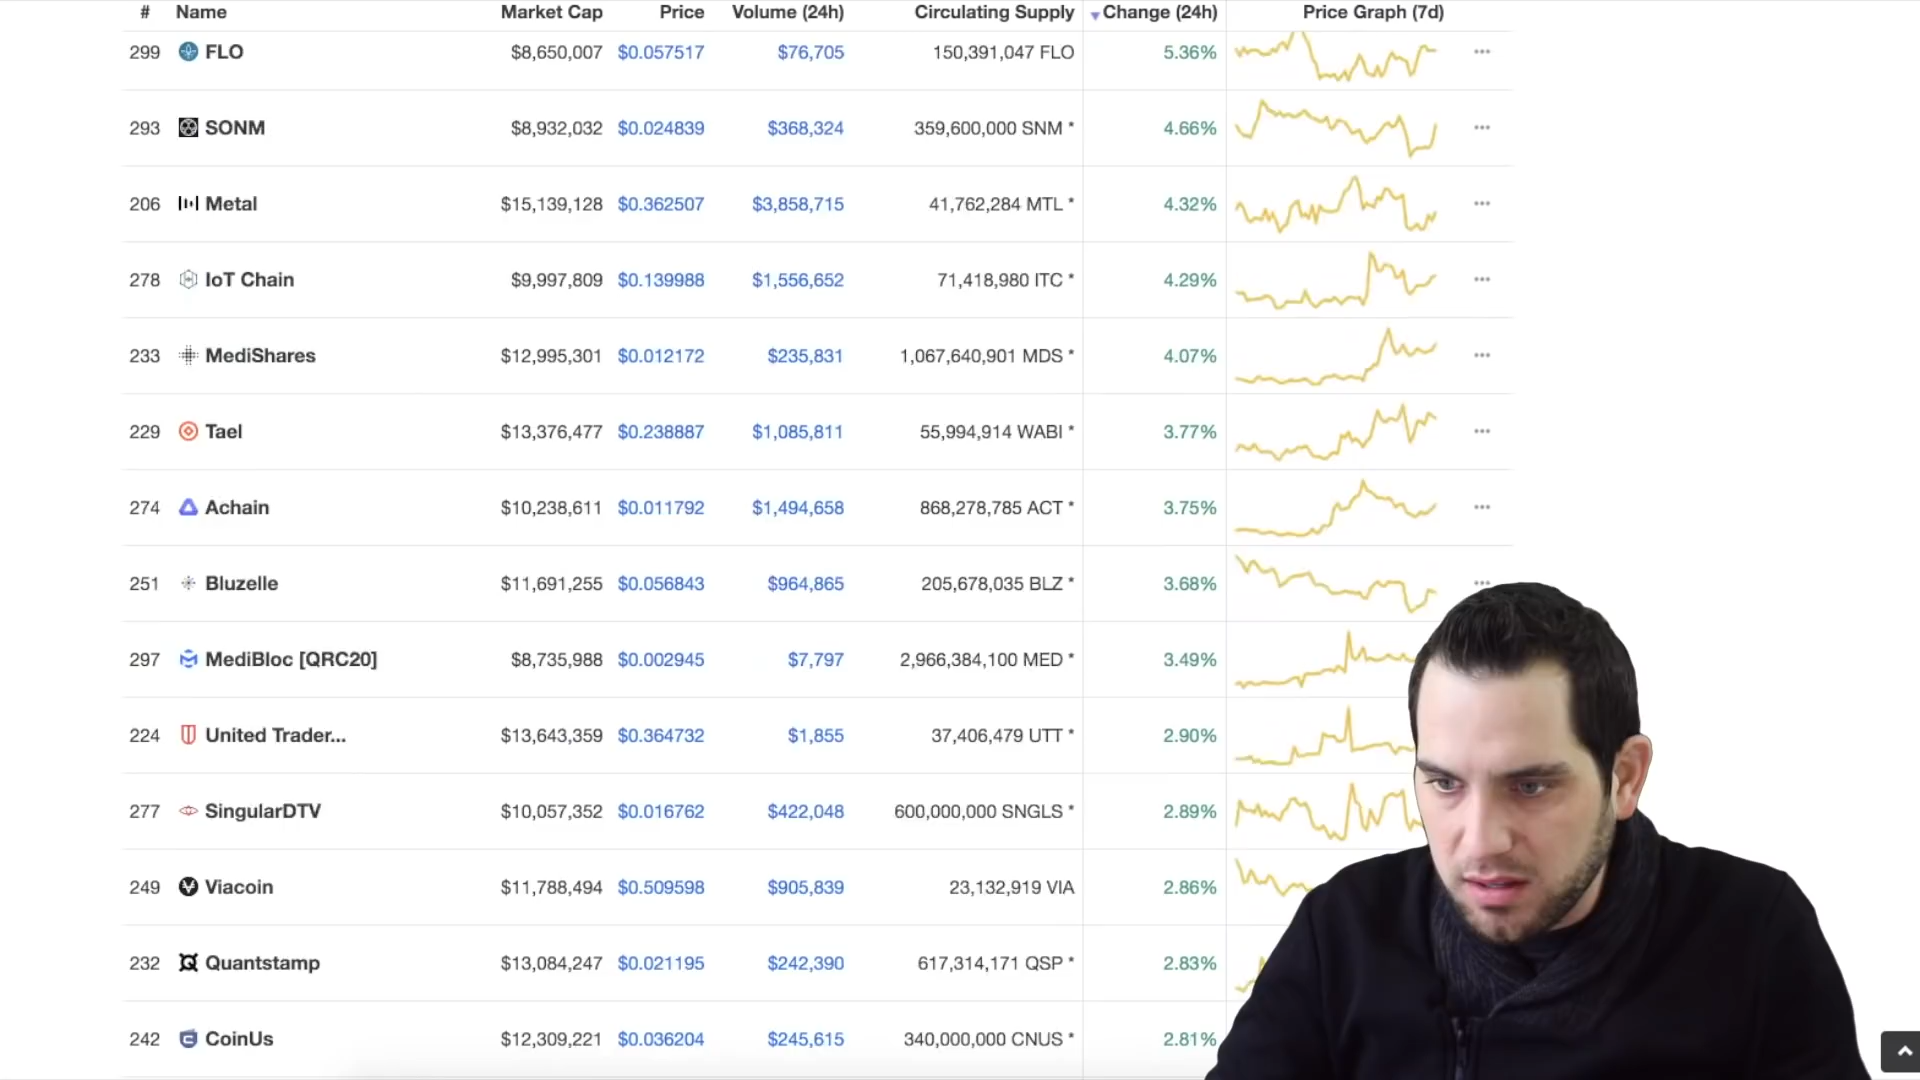 # Name Market Cap Price Volume (24h) Circulating Supply Change (24h) Price Graph (7d)
299 FLO $8,650,007 $0.057517 $76,705 150,391,047 FLO 5.36%
293 SONM $8,932,032 $0.024839 $368,324 359,600,000 SNM * 4.66%
206 Metal $15,139,128 $0.362507 $3,858,715 41,762,284 MTL * 4.32%
278 IoT Chain $9,997,809 $0.139988 $1,556,652 71,418,980 ITC * 4.29%
233 MediShares $12,995,301 $0.012172 $235,831 1,067,640,901 MDS * 4.07%
229 Tael $13,376,477 $0.238887 $1,085,811 55,994,914 WABI * 3.77%
274 Achain $10,238,611 $0.011792 $1,494,658 868,278,785 ACT * 3.75%
251 Bluzelle $11,691,255 $0.056843 $964,865 205,678,035 BLZ * 3.68%
297 MediBloc [QRC20] $8,735,988 $0.002945 $7,797 2,966,384,100 MED * 3.49%
224 United Trader... $13,643,359 $0.364732 $1,855 37,406,479 UTT * 2.90%
277 SingularDTV $10,057,352 $0.016762 $422,048 600,000,000 SNGLS * 2.89%
249 Viacoin $11,788,494 $0.509598 $905,839 23,132,919 VIA 2.86%
232 Quantstamp $13,084,247 $0.021195 $242,390 617,314,171 QSP * 2.83%
242 CoinUs $12,309,221 $0.036204 $245,615 340,000,000 CNUS * 2.81%